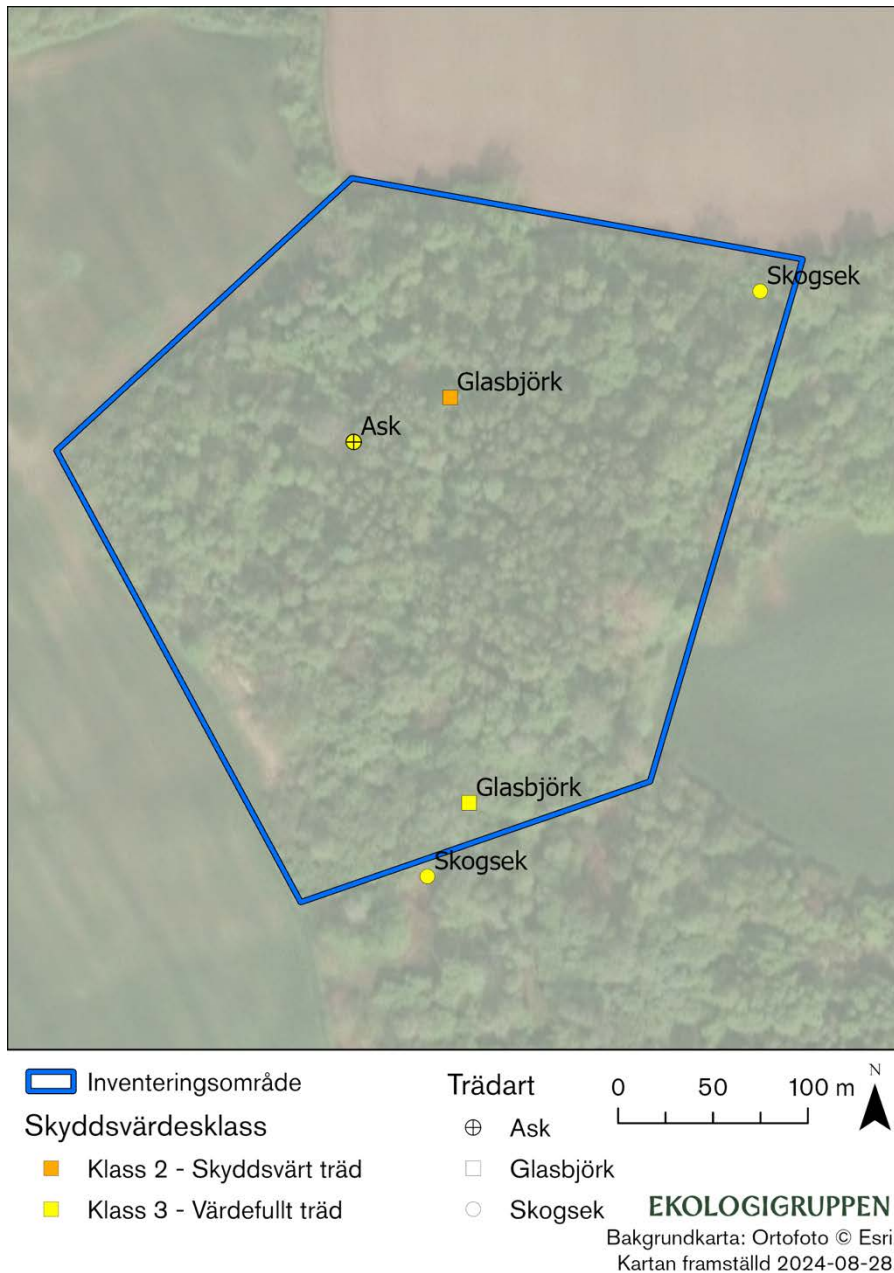 Skogsek
Glasbjörk
Ask
Glasbjörk
Skogsek
Inventeringsområde
Skyddsvärdesklass
Klass 2 - Skyddsvärt träd
Klass 3 - Värdefullt träd
Trädart
Ask
Glasbjörk
Skogsek
0 50 100 m
N
EKOLOGIGRUPPEN
Bakgrundkarta: Ortofoto © Esri
Kartan framställd 2024-08-28